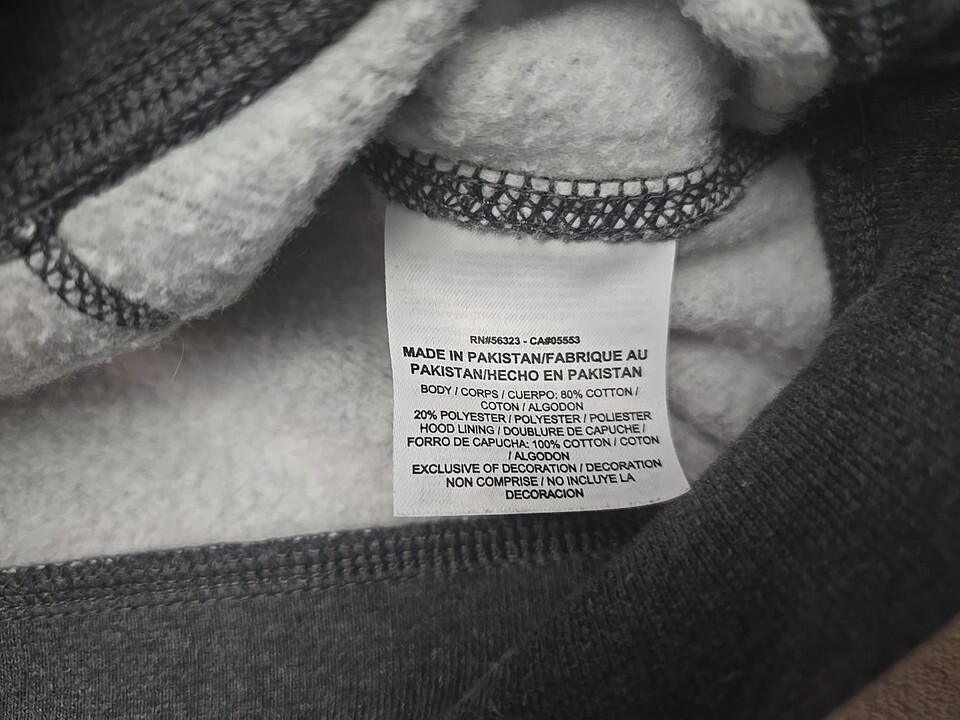 RN#56323 - CA#05553
MADE IN PAKISTAN/FABRIQUE AU
PAKISTAN/HECHO EN PAKISTAN
BODY / CORPS / CUERPO: 80% COTTON /
COTON / ALGODON
20% POLYESTER / POLYESTER / POLIESTER
HOOD LINING / DOUBLURE DE CAPUCHE /
FORRO DE CAPUCHA: 100% COTTON / COTON
/ ALGODON
EXCLUSIVE OF DECORATION / DECORATION
NON COMPRISE / NO INCLUYE LA
DECORACION